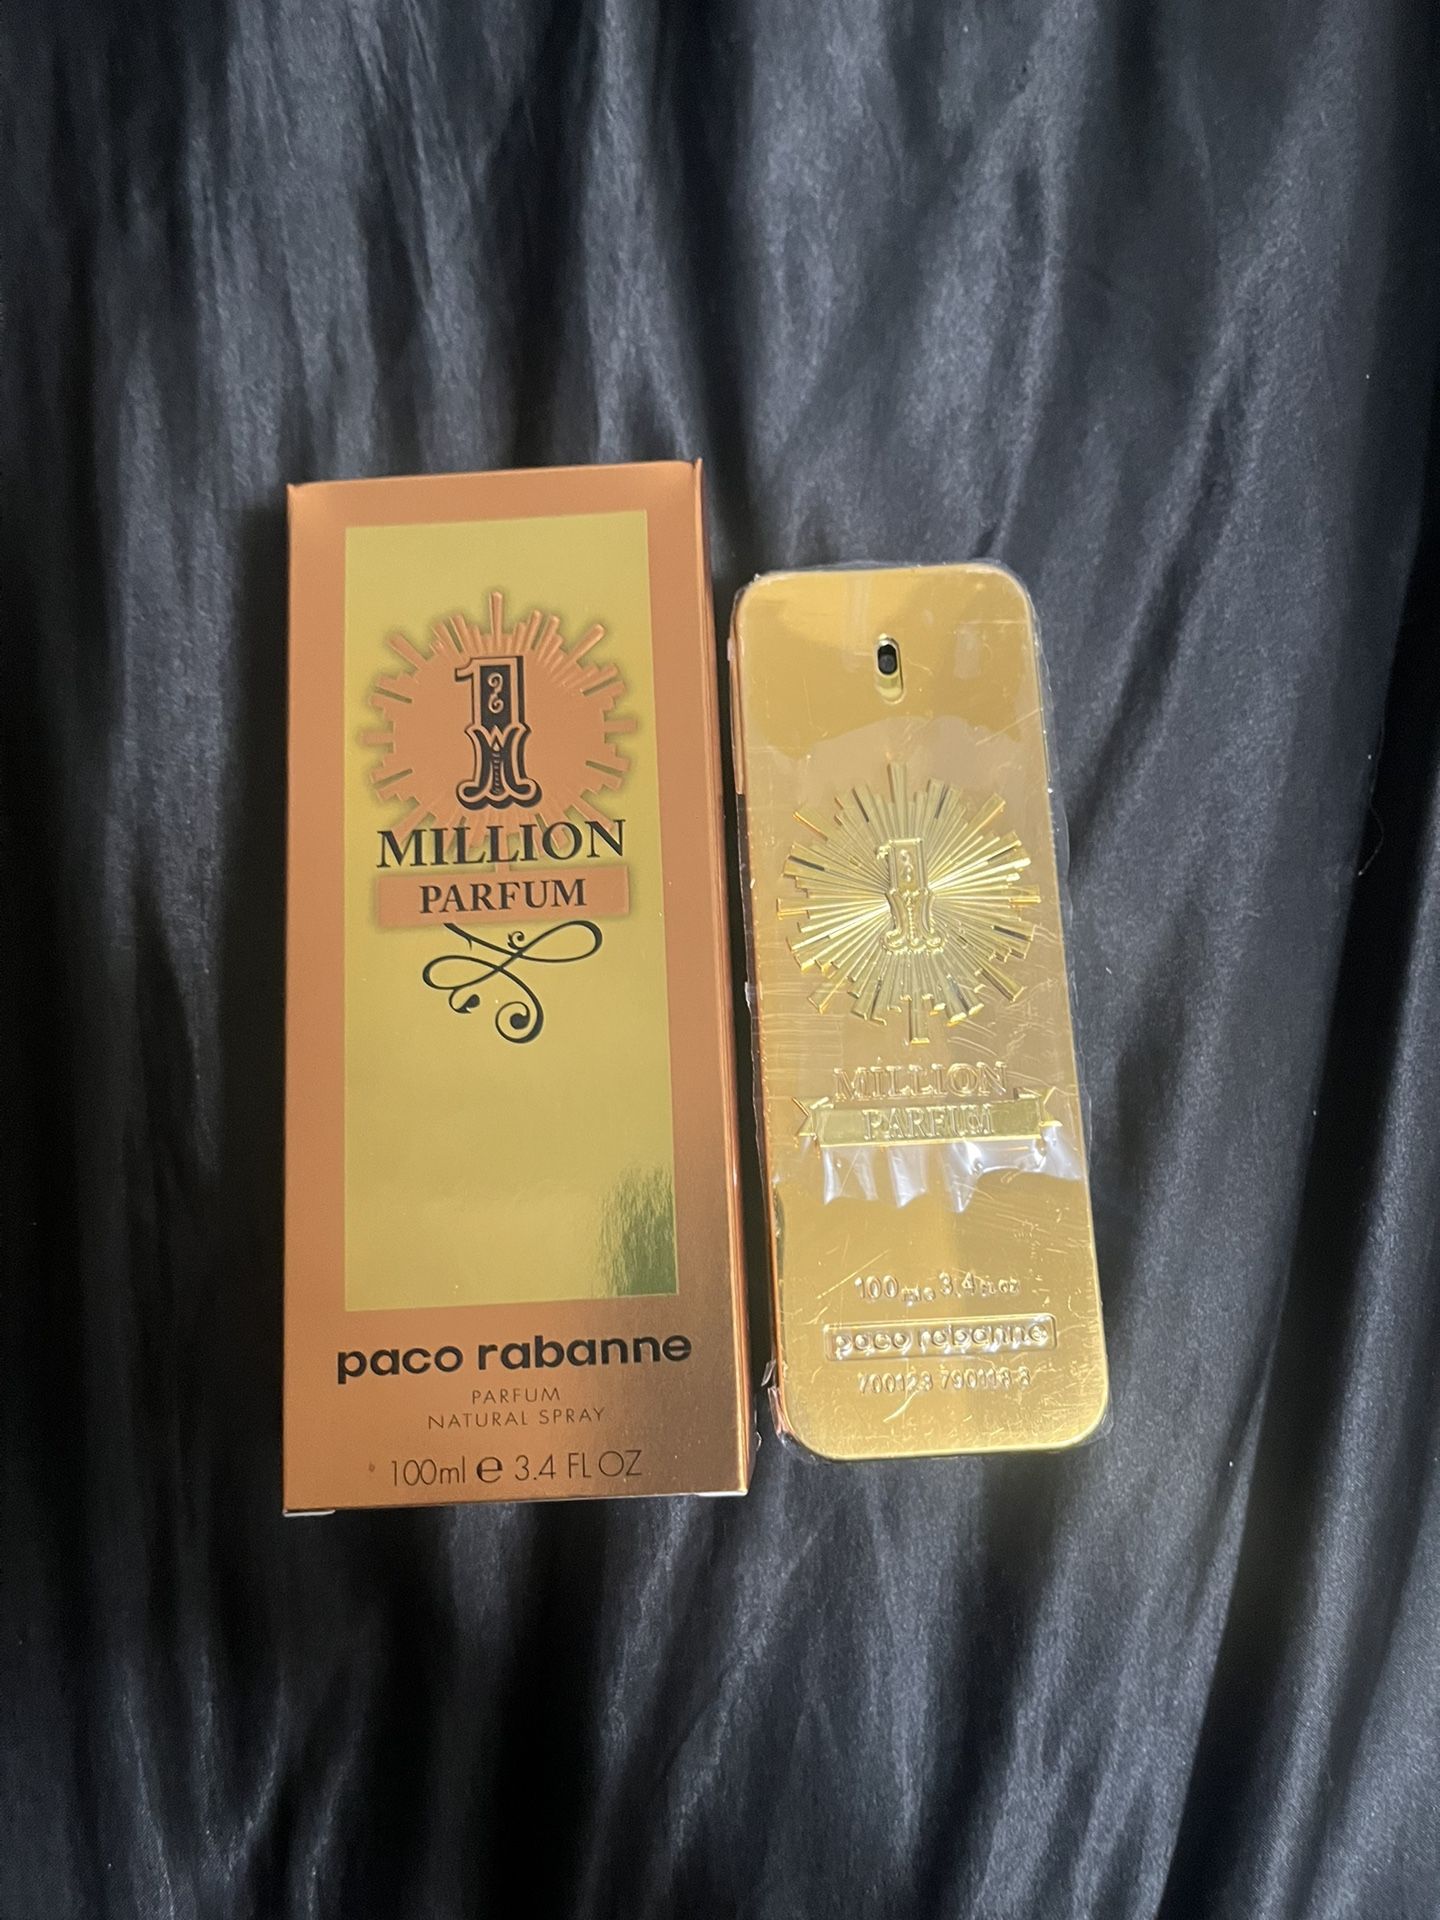 1
MILLION
PARFUM
paco rabanne
PARFUM
NATURAL SPRAY
100ml e 3.4 FL OZ
1
MILLION
PARFUM
100 ml e 3,4 fl oz
paco rabanne